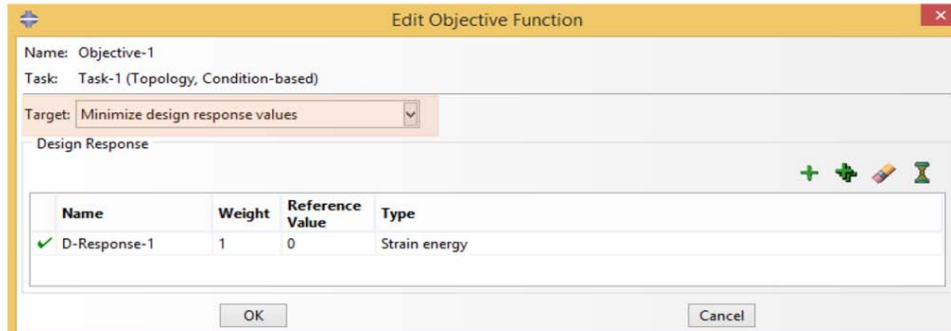 Edit Objective Function
Name: Objective-1
Task: Task-1 (Topology, Condition-based)
Target: Minimize design response values
Design Response
Name Weight Reference Value Type
D-Response-1 1 0 Strain energy
OK Cancel